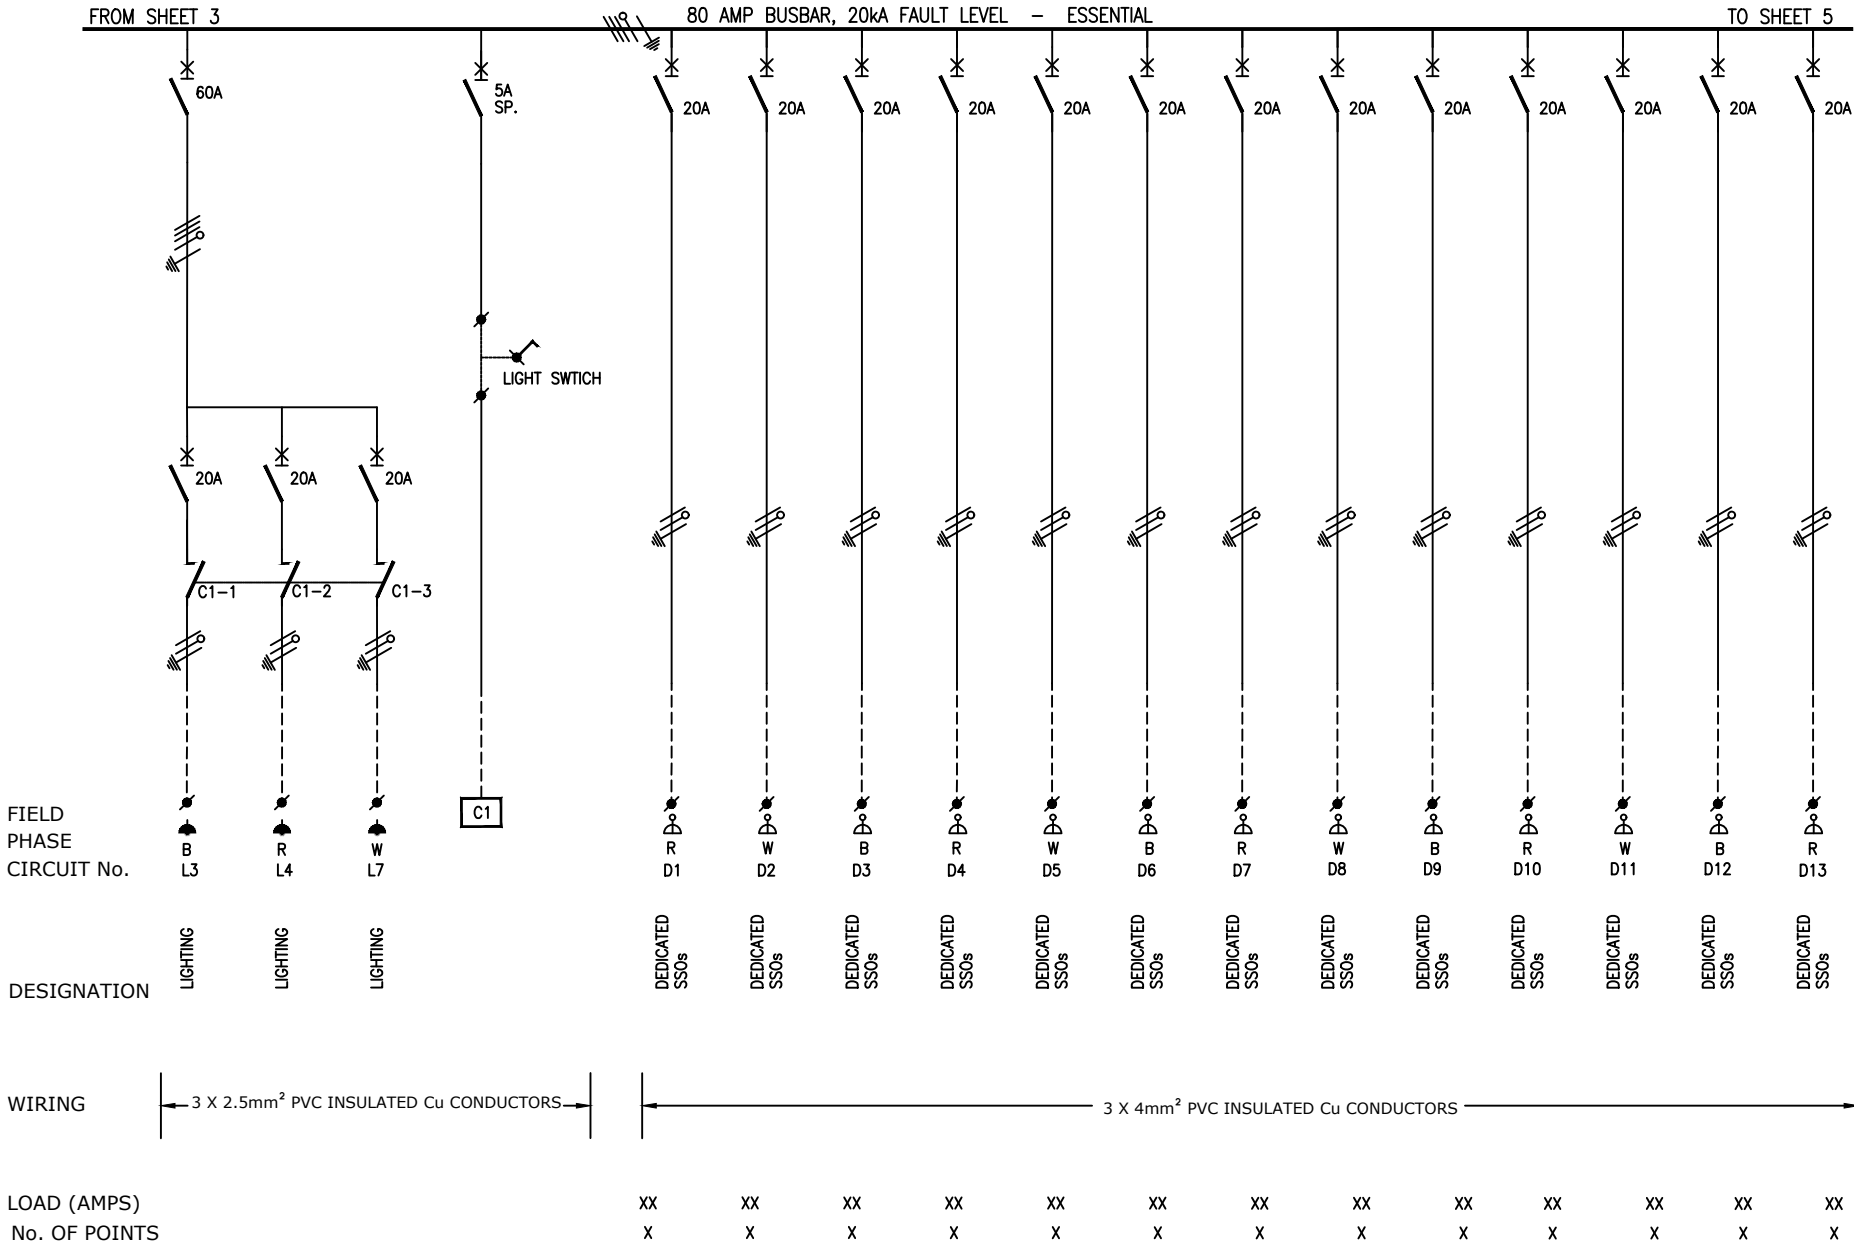 FROM SHEET 3 80 AMP BUSBAR, 20kA FAULT LEVEL – ESSENTIAL TO SHEET 5
60A 5A 20A 20A 20A 20A 20A 20A 20A 20A 20A 20A 20A 20A 20A
SP.
LIGHT SWTICH
20A 20A 20A
C1-1 C1-2 C1-3
FIELD C1
PHASE B R W R W B R W B R W B R W B R
CIRCUIT No. L3 L4 L7 D1 D2 D3 D4 D5 D6 D7 D8 D9 D10 D11 D12 D13
DESIGNATION
LIGHTING
LIGHTING
LIGHTING
DEDICATED
SSOs
DEDICATED
SSOs
DEDICATED
SSOs
DEDICATED
SSOs
DEDICATED
SSOs
DEDICATED
SSOs
DEDICATED
SSOs
DEDICATED
SSOs
DEDICATED
SSOs
DEDICATED
SSOs
DEDICATED
SSOs
DEDICATED
SSOs
DEDICATED
SSOs
WIRING 3 X 2.5mm² PVC INSULATED Cu CONDUCTORS 3 X 4mm² PVC INSULATED Cu CONDUCTORS
LOAD (AMPS) XX XX XX XX XX XX XX XX XX XX XX XX XX
No. OF POINTS X X X X X X X X X X X X X